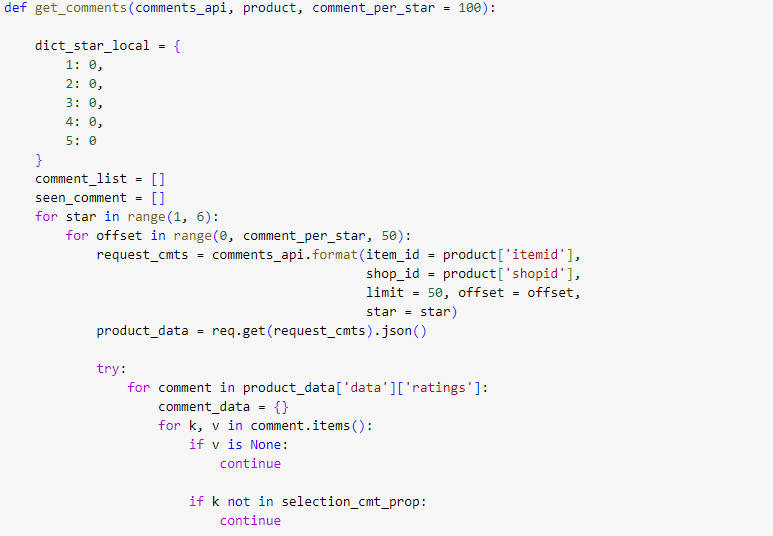 def get_comments(comments_api, product, comment_per_star = 100):
    dict_star_local = {
        1: 0,
        2: 0,
        3: 0,
        4: 0,
        5: 0
    }
    comment_list = []
    seen_comment = []
    for star in range(1, 6):
        for offset in range(0, comment_per_star, 50):
            request_cmts = comments_api.format(item_id = product['itemid'],
                                               shop_id = product['shopid'],
                                               limit = 50, offset = offset,
                                               star = star)
            product_data = req.get(request_cmts).json()
            try:
                for comment in product_data['data']['ratings']:
                    comment_data = {}
                    for k, v in comment.items():
                        if v is None:
                            continue
                        if k not in selection_cmt_prop:
                            continue